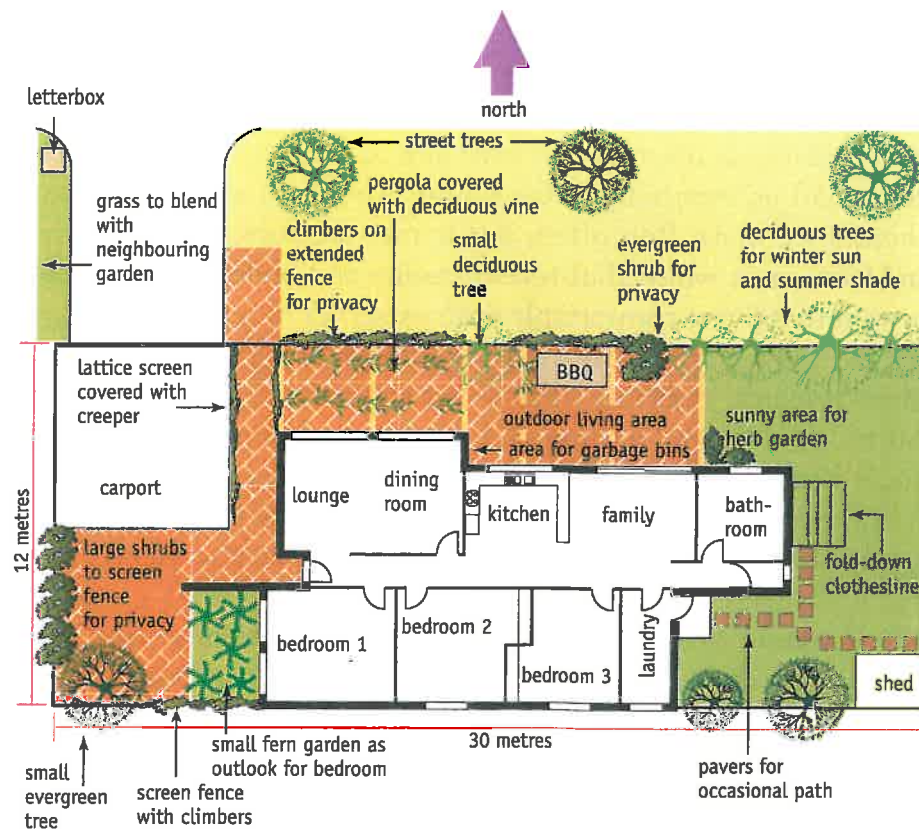 north
letterbox
street trees
grass to blend
with
neighbouring
garden
pergola covered
with deciduous vine
climbers on
extended
fence
for privacy
small
deciduous
tree
evergreen
shrub for
privacy
deciduous trees
for winter sun
and summer shade
lattice screen
covered with
creeper
BBQ
outdoor living area
area for garbage bins
sunny area for
herb garden
carport
lounge
dining
room
kitchen
family
bath-
room
12 metres
large shrubs
to screen
fence
for privacy
fold-down
clothesline
bedroom 1
bedroom 2
bedroom 3
laundry
shed
30 metres
small
evergreen
tree
screen fence
with climbers
small fern garden as
outlook for bedroom
pavers for
occasional path